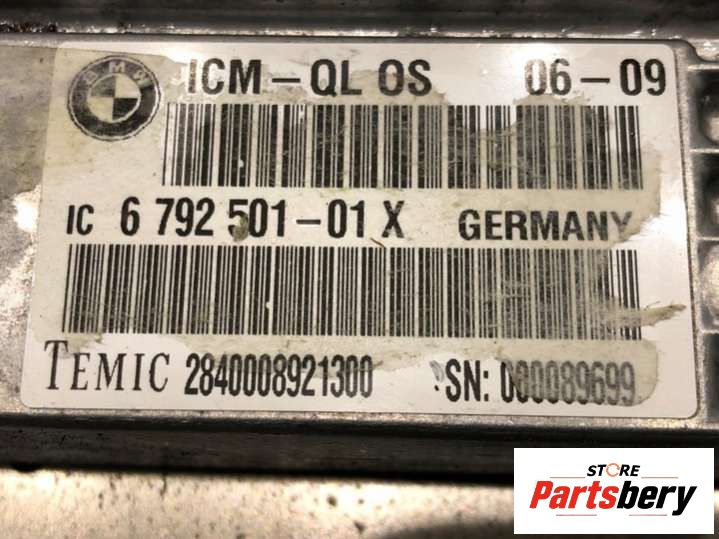 BMW
ICM-QL OS 06-09
IC 6 792 501-01 X GERMANY
TEMIC 2840008921300 SN: 000089699
STORE
Partsbery